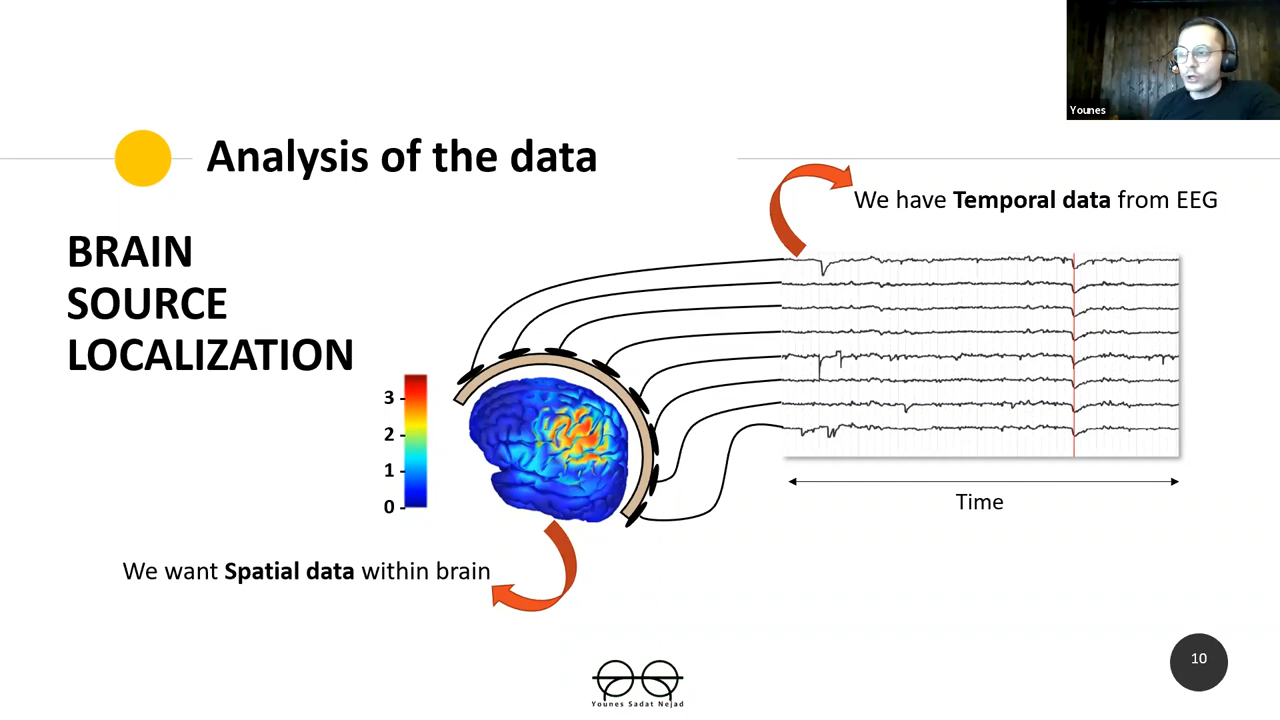 Younes
Analysis of the data
We have Temporal data from EEG
BRAIN
SOURCE
LOCALIZATION
3
2
1
0
Time
We want Spatial data within brain
10
Younes Sadat Nejad